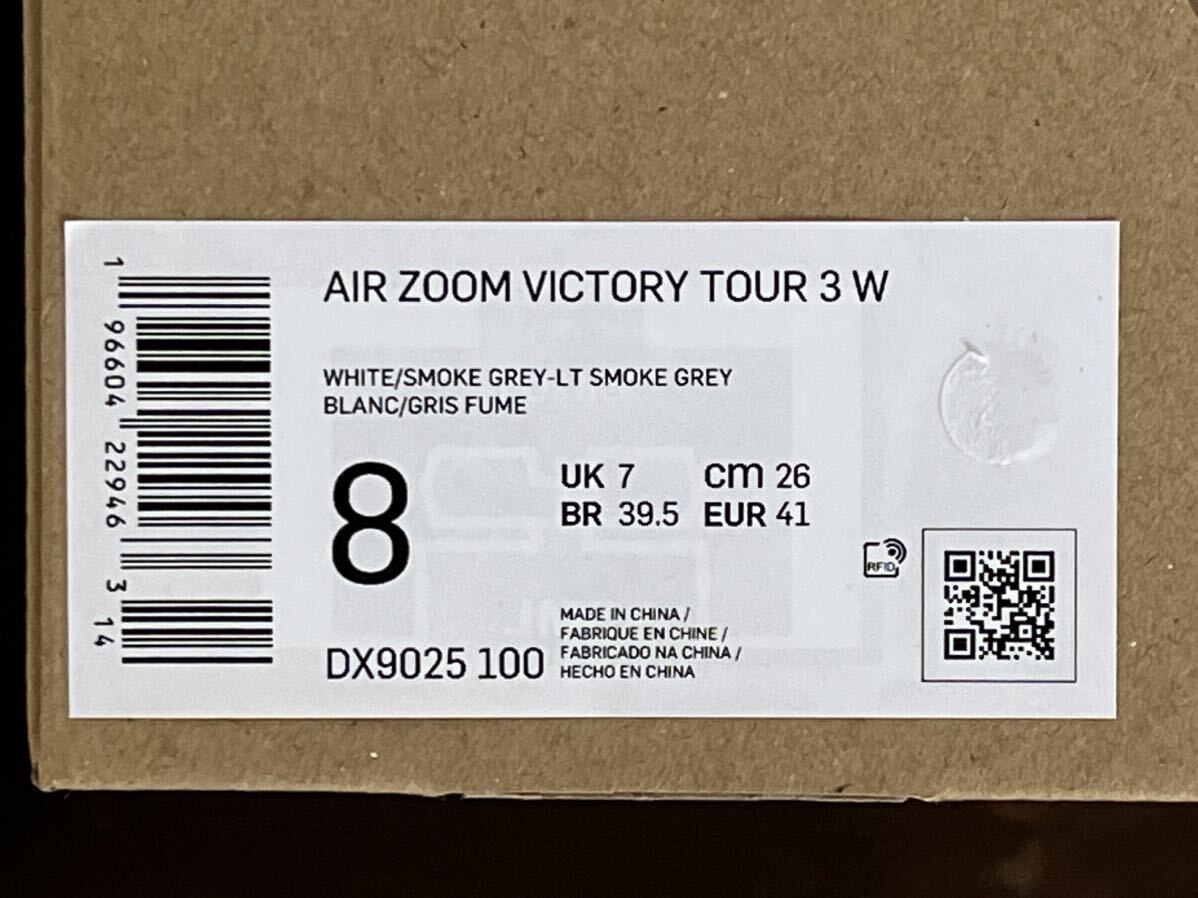 AIR ZOOM VICTORY TOUR 3 W
WHITE/SMOKE GREY-LT SMOKE GREY
BLANC/GRIS FUME
8
UK 7 cm 26
BR 39.5 EUR 41
RFID
MADE IN CHINA /
FABRIQUE EN CHINE /
FABRICADO NA CHINA /
HECHO EN CHINA
DX9025 100
1 96604 22946 3 14